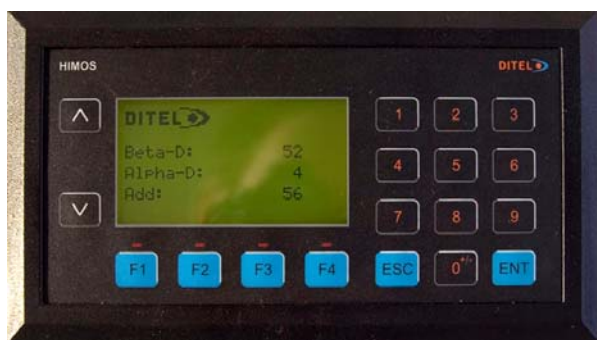 HIMOS
DITEL
DITEL
Beta-D: 52
Alpha-D: 4
Add: 56
1 2 3
4 5 6
7 8 .9
F1 F2 F3 F4
ESC 0+/- ENT